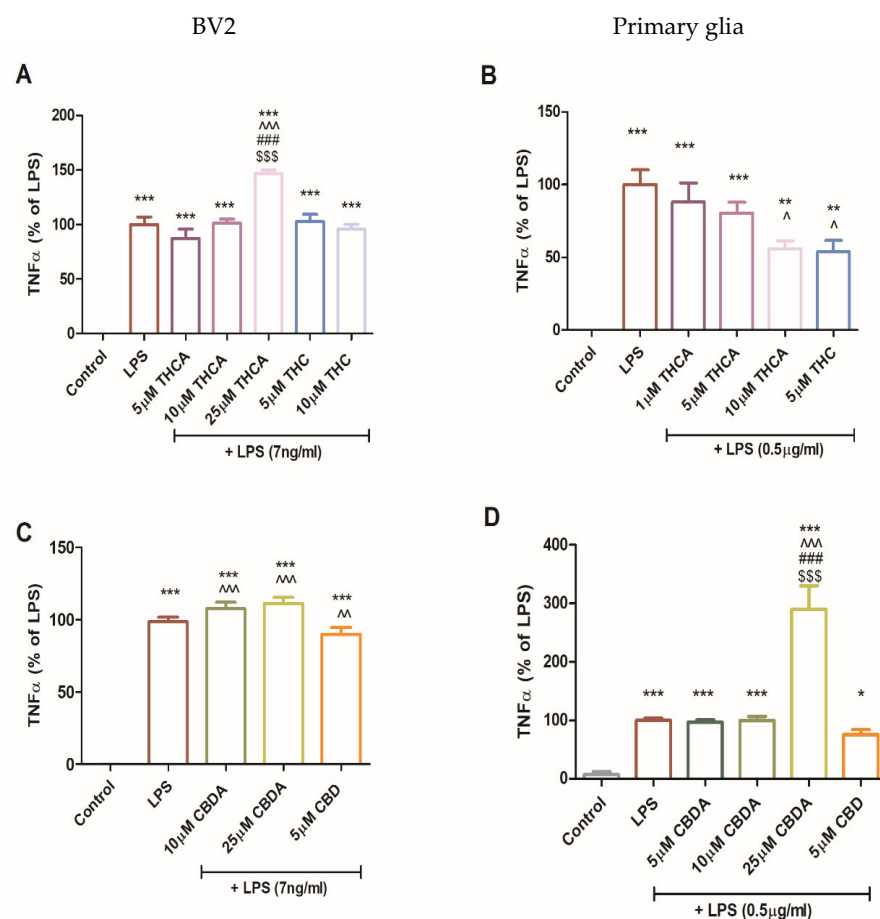 BV2
Primary glia
A
TNFα (% of LPS)
200
150
100
50
0
***
***
***
***
^^^
###
$$$
***
***
Control
LPS
5μM THCA
10μM THCA
25μM THCA
5μM THC
10μM THC
+ LPS (7ng/ml)
B
TNFα (% of LPS)
150
100
50
0
***
***
***
**
^
**
^
Control
LPS
1μM THCA
5μM THCA
10μM THCA
5μM THC
+ LPS (0.5μg/ml)
C
TNFα (% of LPS)
150
100
50
0
***
***
^^^
***
^^^
***
^^
Control
LPS
10μM CBDA
25μM CBDA
5μM CBD
+ LPS (7ng/ml)
D
TNFα (% of LPS)
400
300
200
100
0
***
***
***
***
^^^
###
$$$
*
Control
LPS
5μM CBDA
10μM CBDA
25μM CBDA
5μM CBD
+ LPS (0.5μg/ml)